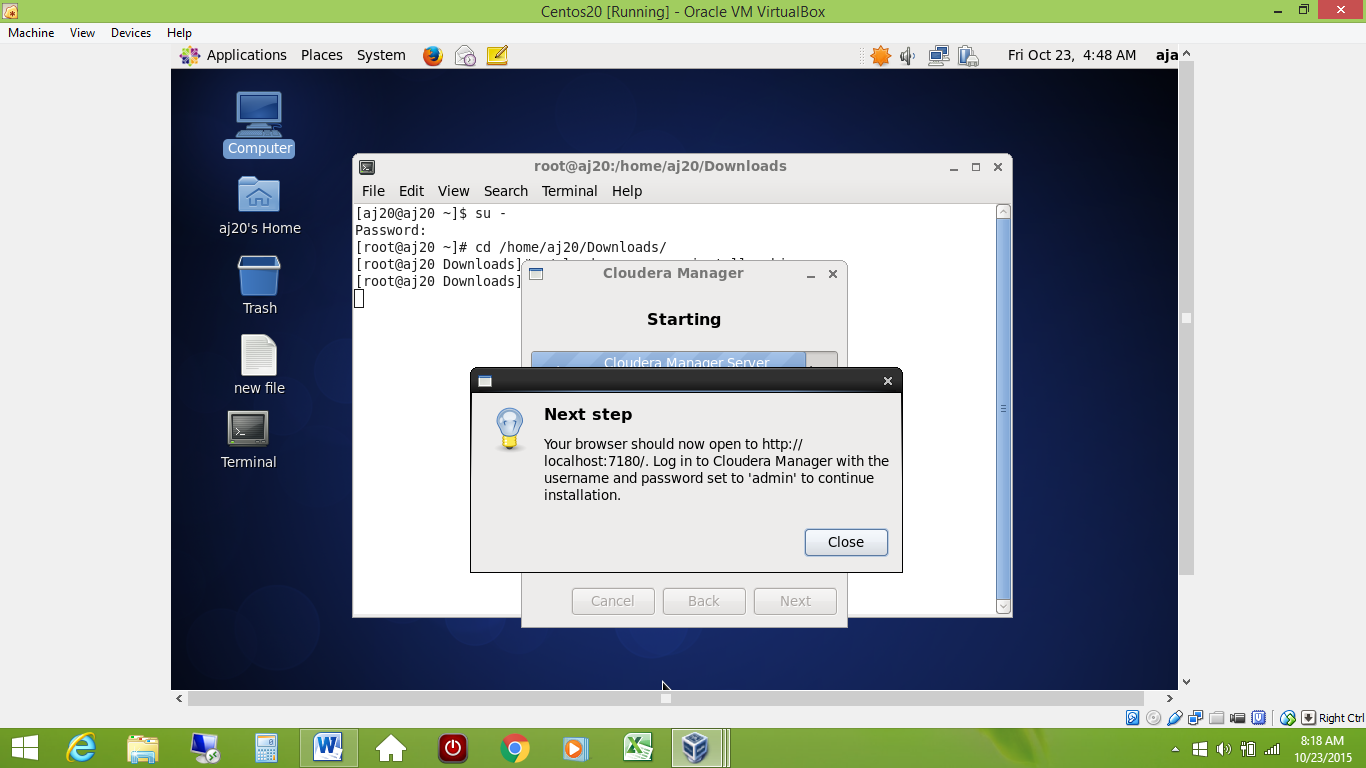 Centos20 [Running] - Oracle VM VirtualBox
Machine View Devices Help
Applications Places System Fri Oct 23, 4:48 AM aja
Computer
aj20's Home
Trash
new file
Terminal
root@aj20:/home/aj20/Downloads
File Edit View Search Terminal Help
[aj20@aj20 ~]$ su -
Password:
[root@aj20 ~]# cd /home/aj20/Downloads/
[root@aj20 Downloads]
[root@aj20 Downloads]
Cloudera Manager
Starting
Cloudera Manager Server
Next step
Your browser should now open to http://
localhost:7180/. Log in to Cloudera Manager with the
username and password set to 'admin' to continue
installation.
Close
Cancel Back Next
Right Ctrl
8:18 AM
10/23/2015